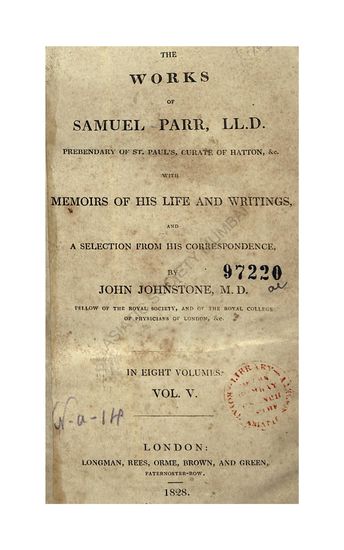 THE
WORKS
OF
SAMUEL PARR, LL.D.
PREBENDARY OF ST. PAUL'S, CURATE OF HATTON, &c.
WITH
MEMOIRS OF HIS LIFE AND WRITINGS,
AND
A SELECTION FROM HIS CORRESPONDENCE,
BY
97220
JOHN JOHNSTONE, M.D.
FELLOW OF THE ROYAL SOCIETY, AND OF THE ROYAL COLLEGE
OF PHYSICIANS OF LONDON, &c.
IN EIGHT VOLUMES.
VOL. V.
LIBRARY
ROYAL ASIATIC
LONDON:
LONGMAN, REES, ORME, BROWN, AND GREEN,
PATERNOSTER-ROW.
1828.